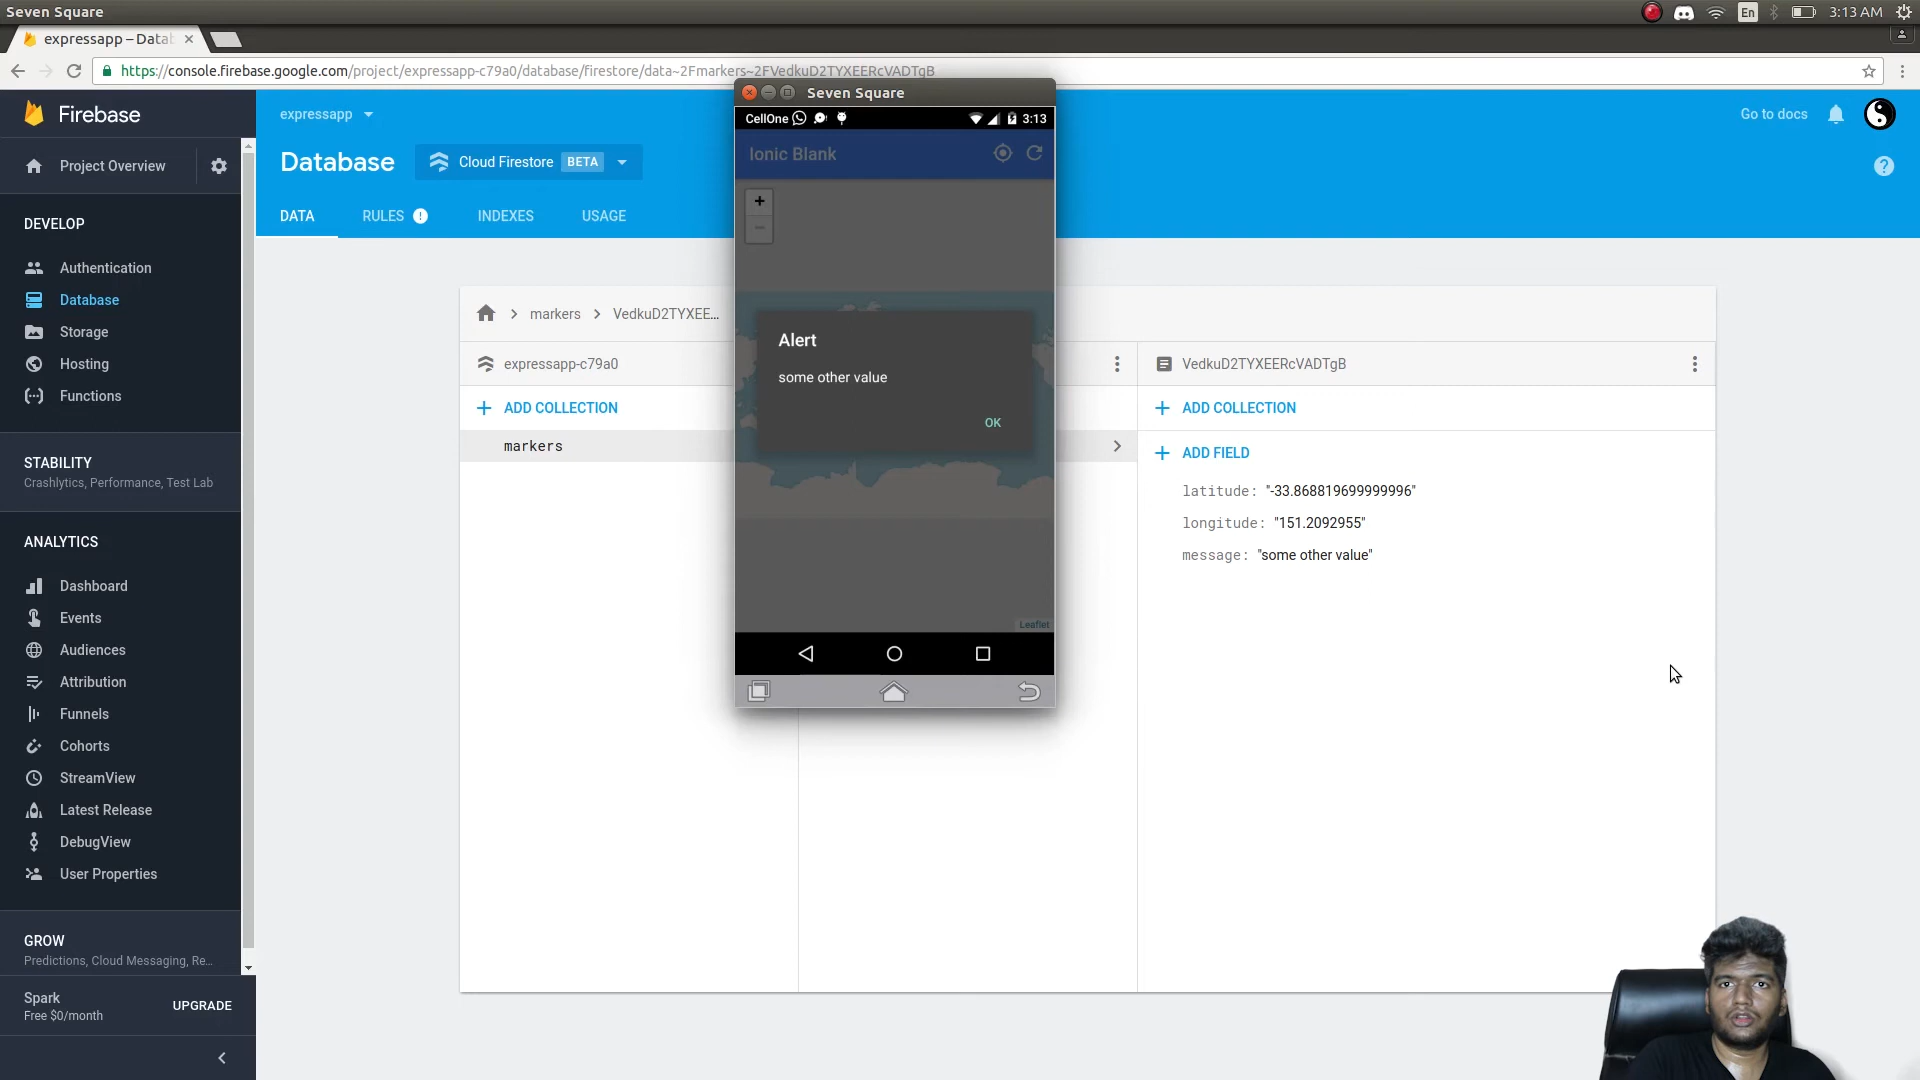 Seven Square
En
3:13 AM
expressapp – Datab
https://console.firebase.google.com/project/expressapp-c79a0/database/firestore/data~2Fmarkers~2FVedkuD2TYXEERcVADTgB
Firebase
Project Overview
DEVELOP
Authentication
Database
Storage
Hosting
Functions
STABILITY
Crashlytics, Performance, Test Lab
ANALYTICS
Dashboard
Events
Audiences
Attribution
Funnels
Cohorts
StreamView
Latest Release
DebugView
User Properties
GROW
Predictions, Cloud Messaging, Re...
Spark
Free $0/month
UPGRADE
expressapp
Go to docs
Database
Cloud Firestore
BETA
DATA
RULES
INDEXES
USAGE
markers
VedkuD2TYXEE...
expressapp-c79a0
ADD COLLECTION
markers
VedkuD2TYXEERcVADTgB
ADD COLLECTION
ADD FIELD
latitude: "-33.868819699999996"
longitude: "151.2092955"
message: "some other value"
Seven Square
CellOne
3:13
Ionic Blank
+
−
Alert
some other value
OK
Leaflet